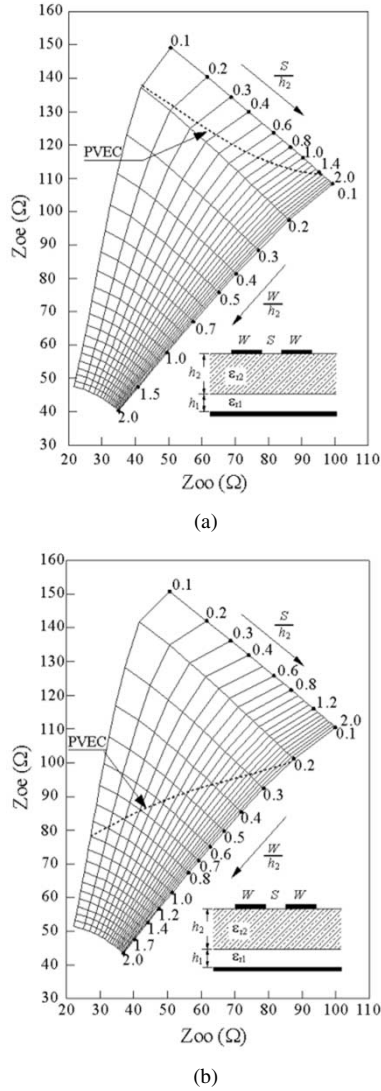 160
150
140
130
120
110
100
90
80
70
60
50
40
30
Zoe (Ω)
0.1
0.2
0.3
0.4
0.6
0.8
1.0
1.4
2.0
S/h2
PVEC
0.1
0.2
0.3
0.4
0.5
0.7
1.0
1.5
2.0
W/h2
W S W
h2
εr2
h1
εr1
20 30 40 50 60 70 80 90 100
Zoo (Ω)
(a)
160
150
140
130
120
110
100
90
80
70
60
50
40
30
Zoe (Ω)
0.1
0.2
0.3
0.4
0.6
0.8
1.2
2.0
S/h2
PVEC
0.1
0.2
0.3
0.4
0.5
0.6
0.7
0.8
1.0
1.2
1.4
1.7
2.0
W/h2
W S W
h2
εr2
h1
εr1
20 30 40 50 60 70 80 90 100
Zoo (Ω)
(b)